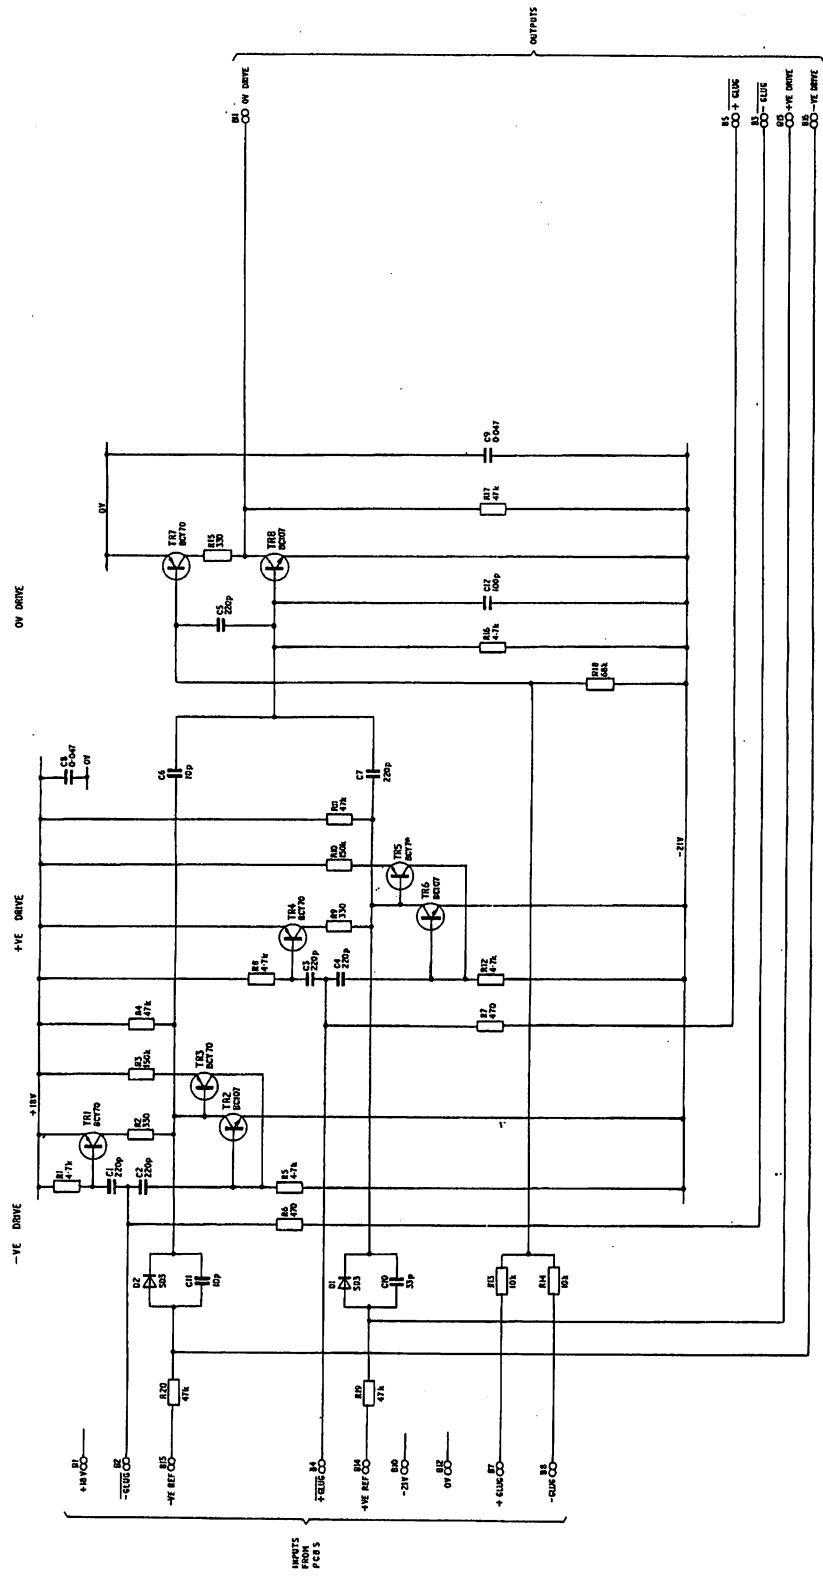 -VE DRIVE
+VE DRIVE
0V DRIVE
INPUTS
FROM
PCB 5
OUTPUTS
B1
+18V
B2
-GLUG
B15
-VE REF
B4
+GLUG
B14
+VE REF
B10
-21V
B12
0V
B7
+ GLUG
B8
-GLUG
R20
47k
R19
47k
R13
10k
R14
10k
D2
SD3
C11
10p
D1
SD3
C10
33p
+18V
R1
4·7k
C1
220p
C2
220p
TR1
BCY70
R2
330
R3
150k
R4
47k
TR3
BCY70
TR2
BC107
R5
4·7k
R6
470
R8
4·7k
C3
220p
C4
220p
TR4
BCY70
R9
330
R10
150k
R11
47k
TR5
TR6
BC107
R12
4·7k
R7
470
C8
0·047
0V
C6
10p
C7
220p
-21V
0V
TR7
BCY70
R15
330
TR8
BC107
C5
220p
C12
100p
R16
4·7k
R18
68k
R17
47k
C9
0·047
B11
0V DRIVE
B5
+ GLUG
B3
- GLUG
+VE DRIVE
B16
-VE DRIVE